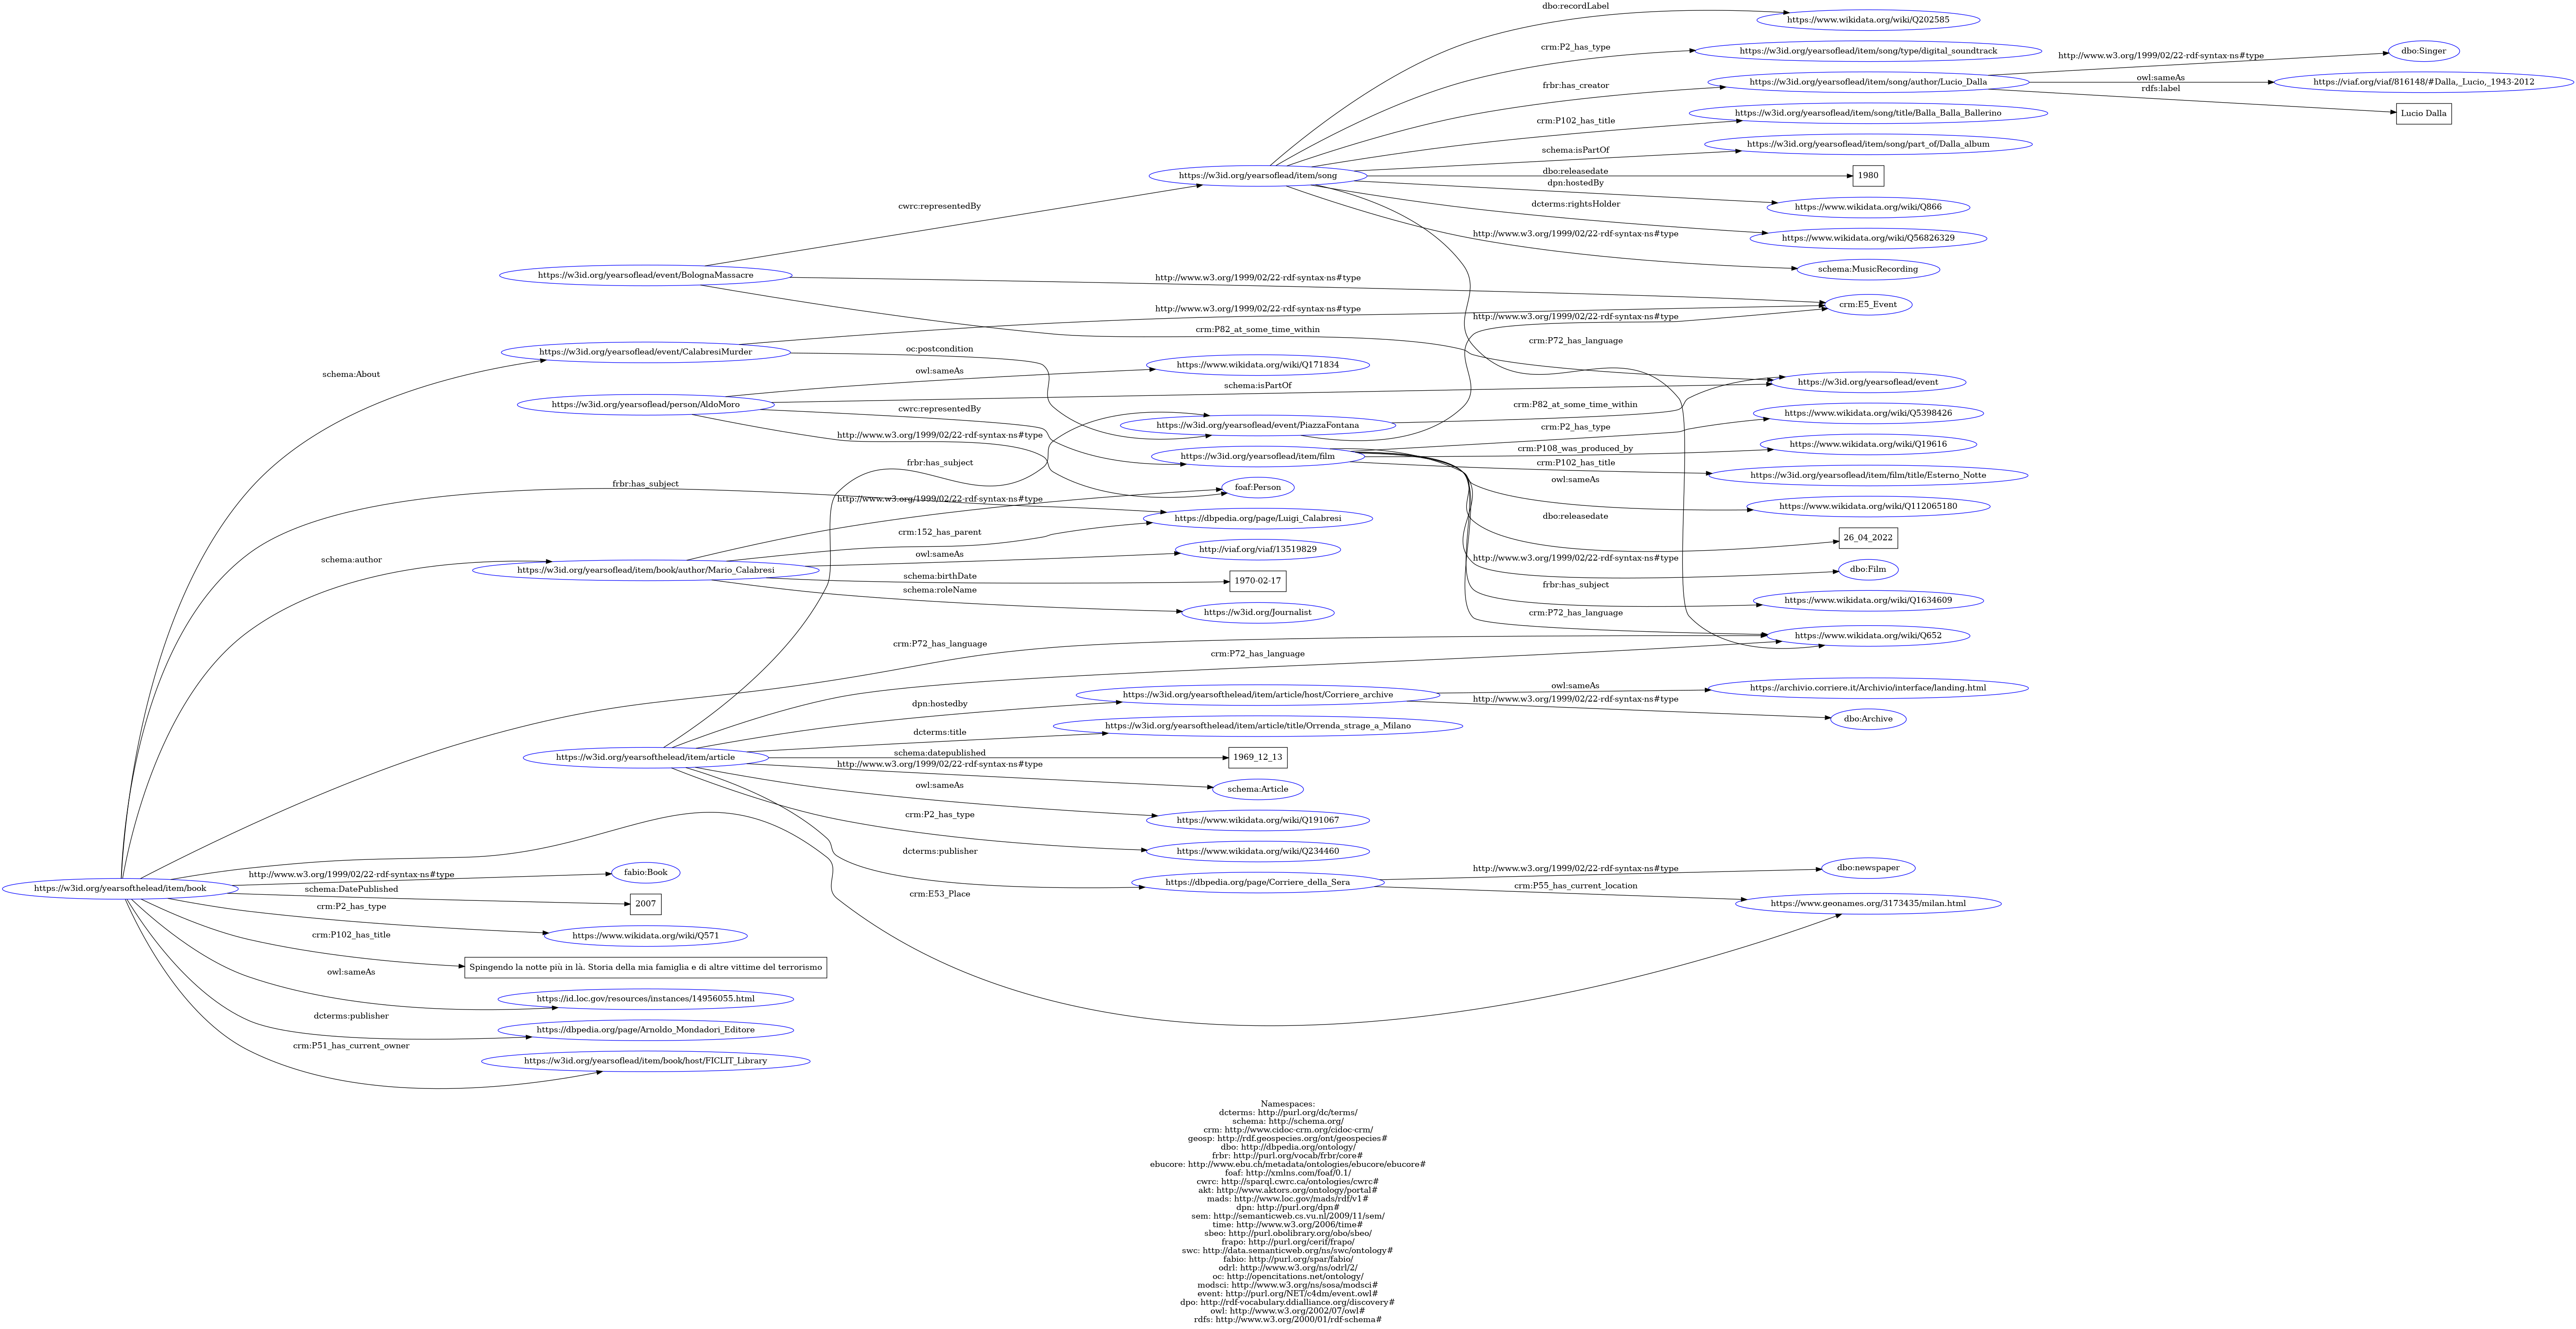 dbo:recordLabel
https://www.wikidata.org/wiki/Q202585
crm:P2_has_type
https://w3id.org/yearsoflead/item/song/type/digital_soundtrack
dbo:Singer
http://www.w3.org/1999/02/22-rdf-syntax-ns#type
frbr:has_creator
https://w3id.org/yearsoflead/item/song/author/Lucio_Dalla
owl:sameAs
https://viaf.org/viaf/816148/#Dalla,_Lucio,_1943-2012
rdfs:label
Lucio Dalla
crm:P102_has_title
https://w3id.org/yearsoflead/item/song/title/Balla_Balla_Ballerino
schema:isPartOf
https://w3id.org/yearsoflead/item/song/part_of/Dalla_album
https://w3id.org/yearsoflead/item/song
dbo:releasedate
1980
dpn:hostedBy
https://www.wikidata.org/wiki/Q866
cwrc:representedBy
dcterms:rightsHolder
https://www.wikidata.org/wiki/Q56826329
http://www.w3.org/1999/02/22-rdf-syntax-ns#type
schema:MusicRecording
https://w3id.org/yearsoflead/event/BolognaMassacre
http://www.w3.org/1999/02/22-rdf-syntax-ns#type
crm:E5_Event
http://www.w3.org/1999/02/22-rdf-syntax-ns#type
http://www.w3.org/1999/02/22-rdf-syntax-ns#type
crm:P82_at_some_time_within
crm:P72_has_language
https://w3id.org/yearsoflead/event/CalabresiMurder
oc:postcondition
schema:About
owl:sameAs
https://www.wikidata.org/wiki/Q171834
schema:isPartOf
https://w3id.org/yearsoflead/event
https://w3id.org/yearsoflead/person/AldoMoro
cwrc:representedBy
crm:P82_at_some_time_within
https://www.wikidata.org/wiki/Q5398426
https://w3id.org/yearsoflead/event/PiazzaFontana
crm:P2_has_type
http://www.w3.org/1999/02/22-rdf-syntax-ns#type
https://www.wikidata.org/wiki/Q19616
crm:P108_was_produced_by
https://w3id.org/yearsoflead/item/film
frbr:has_subject
crm:P102_has_title
https://w3id.org/yearsoflead/item/film/title/Esterno_Notte
frbr:has_subject
foaf:Person
owl:sameAs
http://www.w3.org/1999/02/22-rdf-syntax-ns#type
https://www.wikidata.org/wiki/Q112065180
https://dbpedia.org/page/Luigi_Calabresi
dbo:releasedate
crm:152_has_parent
26_04_2022
owl:sameAs
http://viaf.org/viaf/13519829
http://www.w3.org/1999/02/22-rdf-syntax-ns#type
schema:author
https://w3id.org/yearsoflead/item/book/author/Mario_Calabresi
dbo:Film
schema:birthDate
1970-02-17
frbr:has_subject
schema:roleName
https://www.wikidata.org/wiki/Q1634609
https://w3id.org/Journalist
crm:P72_has_language
https://www.wikidata.org/wiki/Q652
crm:P72_has_language
crm:P72_has_language
owl:sameAs
https://archivio.corriere.it/Archivio/interface/landing.html
https://w3id.org/yearsofthelead/item/article/host/Corriere_archive
http://www.w3.org/1999/02/22-rdf-syntax-ns#type
dpn:hostedby
dbo:Archive
https://w3id.org/yearsofthelead/item/article/title/Orrenda_strage_a_Milano
dcterms:title
schema:datepublished
https://w3id.org/yearsofthelead/item/article
1969_12_13
http://www.w3.org/1999/02/22-rdf-syntax-ns#type
owl:sameAs
schema:Article
crm:P2_has_type
https://www.wikidata.org/wiki/Q191067
dcterms:publisher
https://www.wikidata.org/wiki/Q234460
http://www.w3.org/1999/02/22-rdf-syntax-ns#type
dbo:newspaper
https://dbpedia.org/page/Corriere_della_Sera
crm:P55_has_current_location
https://www.geonames.org/3173435/milan.html
crm:E53_Place
http://www.w3.org/1999/02/22-rdf-syntax-ns#type
fabio:Book
https://w3id.org/yearsofthelead/item/book
schema:DatePublished
2007
crm:P2_has_type
https://www.wikidata.org/wiki/Q571
crm:P102_has_title
Spingendo la notte più in là. Storia della mia famiglia e di altre vittime del terrorismo
owl:sameAs
https://id.loc.gov/resources/instances/14956055.html
dcterms:publisher
https://dbpedia.org/page/Arnoldo_Mondadori_Editore
crm:P51_has_current_owner
https://w3id.org/yearsoflead/item/book/host/FICLIT_Library
Namespaces:
dcterms: http://purl.org/dc/terms/
schema: http://schema.org/
crm: http://www.cidoc-crm.org/cidoc-crm/
geosp: http://rdf.geospecies.org/ont/geospecies#
dbo: http://dbpedia.org/ontology/
frbr: http://purl.org/vocab/frbr/core#
ebucore: http://www.ebu.ch/metadata/ontologies/ebucore/ebucore#
foaf: http://xmlns.com/foaf/0.1/
cwrc: http://sparql.cwrc.ca/ontologies/cwrc#
akt: http://www.aktors.org/ontology/portal#
mads: http://www.loc.gov/mads/rdf/v1#
dpn: http://purl.org/dpn#
sem: http://semanticweb.cs.vu.nl/2009/11/sem/
time: http://www.w3.org/2006/time#
sbeo: http://purl.obolibrary.org/obo/sbeo/
frapo: http://purl.org/cerif/frapo/
swc: http://data.semanticweb.org/ns/swc/ontology#
fabio: http://purl.org/spar/fabio/
odrl: http://www.w3.org/ns/odrl/2/
oc: http://opencitations.net/ontology/
modsci: http://www.w3.org/ns/sosa/modsci#
event: http://purl.org/NET/c4dm/event.owl#
dpo: http://rdf-vocabulary.ddialliance.org/discovery#
owl: http://www.w3.org/2002/07/owl#
rdfs: http://www.w3.org/2000/01/rdf-schema#